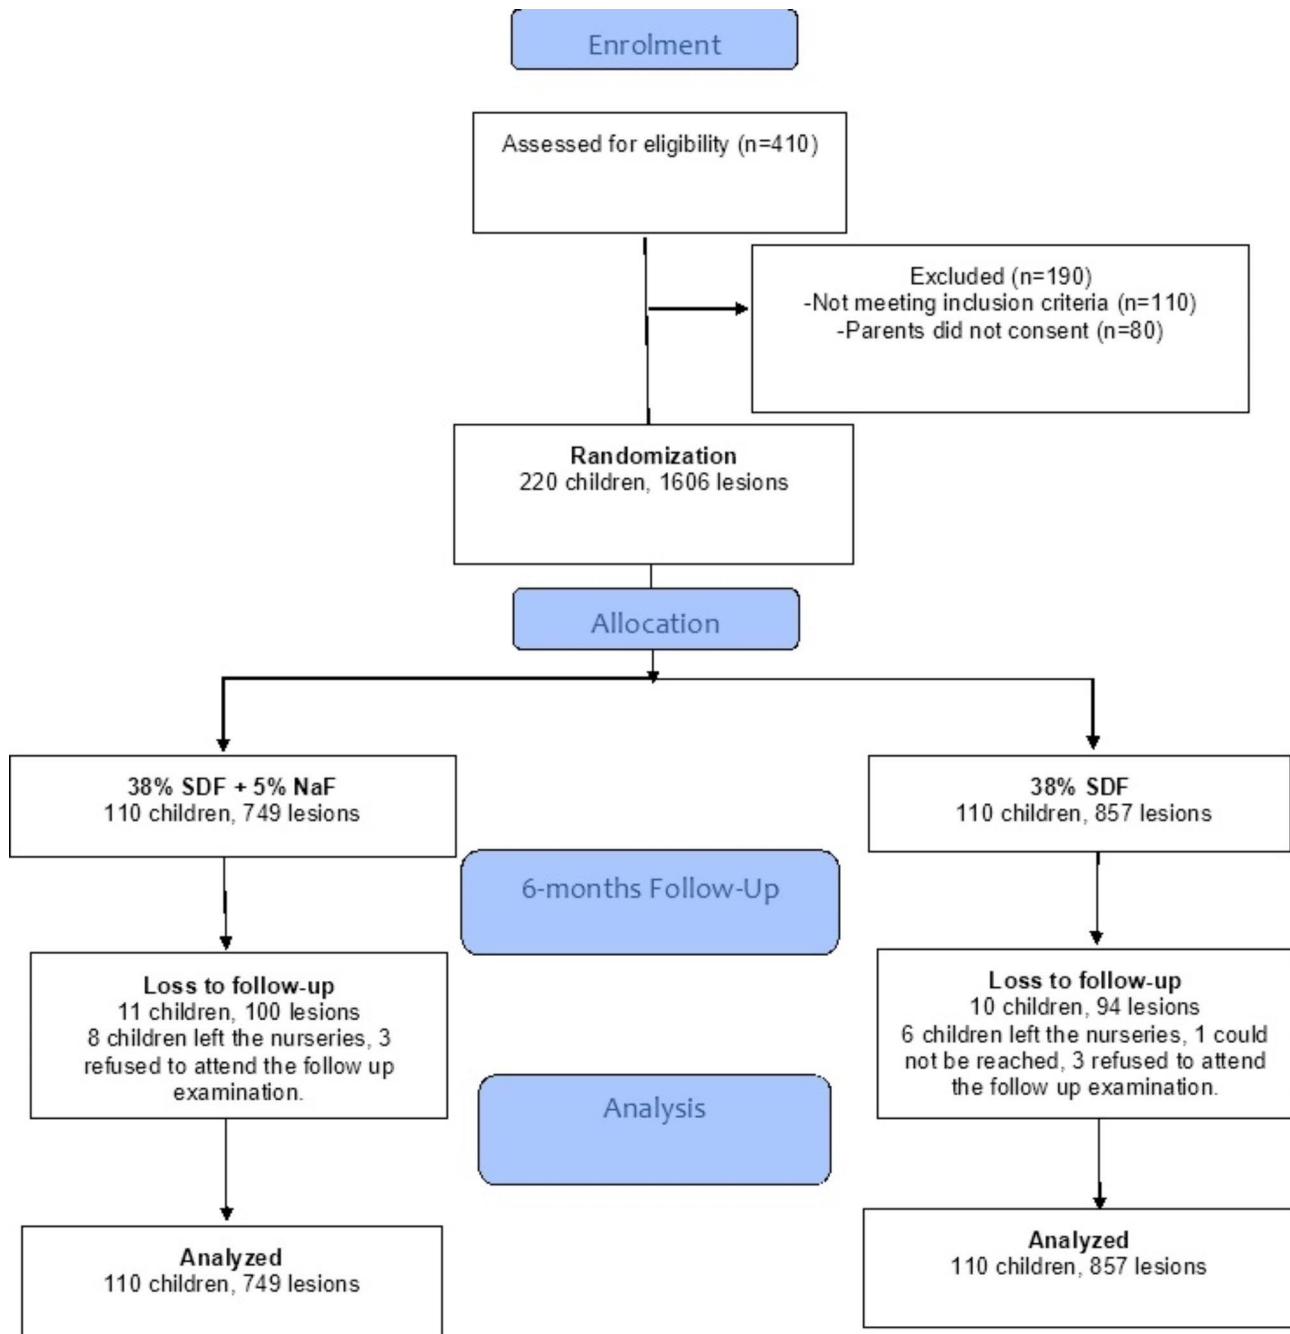 Enrolment
Assessed for eligibility (n=410)
Excluded (n=190)
-Not meeting inclusion criteria (n=110)
-Parents did not consent (n=80)
Randomization
220 children, 1606 lesions
Allocation
38% SDF + 5% NaF
110 children, 749 lesions
38% SDF
110 children, 857 lesions
6-months Follow-Up
Loss to follow-up
11 children, 100 lesions
8 children left the nurseries, 3
refused to attend the follow up
examination.
Loss to follow-up
10 children, 94 lesions
6 children left the nurseries, 1 could
not be reached, 3 refused to attend
the follow up examination.
Analysis
Analyzed
110 children, 749 lesions
Analyzed
110 children, 857 lesions